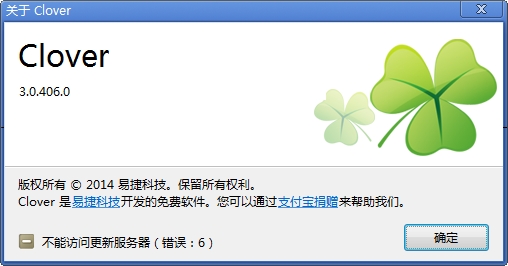 关于 Clover
Clover
3.0.406.0
版权所有 © 2014 易捷科技。保留所有权利。
Clover 是易捷科技开发的免费软件。您可以通过支付宝捐赠来帮助我们。
不能访问更新服务器（错误：6）
确定